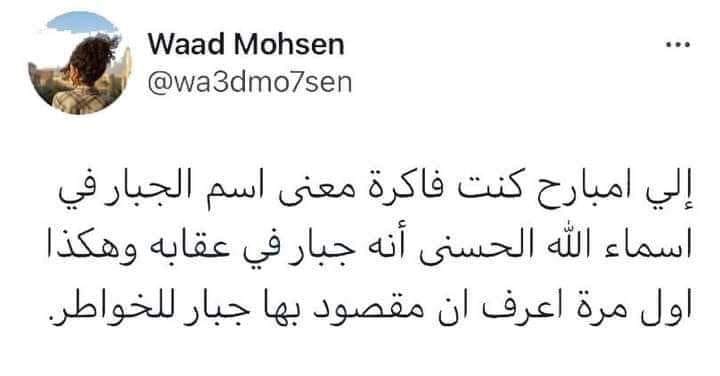 Waad Mohsen
@wa3dmo7sen
إلي امبارح كنت فاكرة معنى اسم الجبار في
اسماء الله الحسنى أنه جبار في عقابه وهكذا
اول مرة اعرف ان مقصود بها جبار للخواطر.